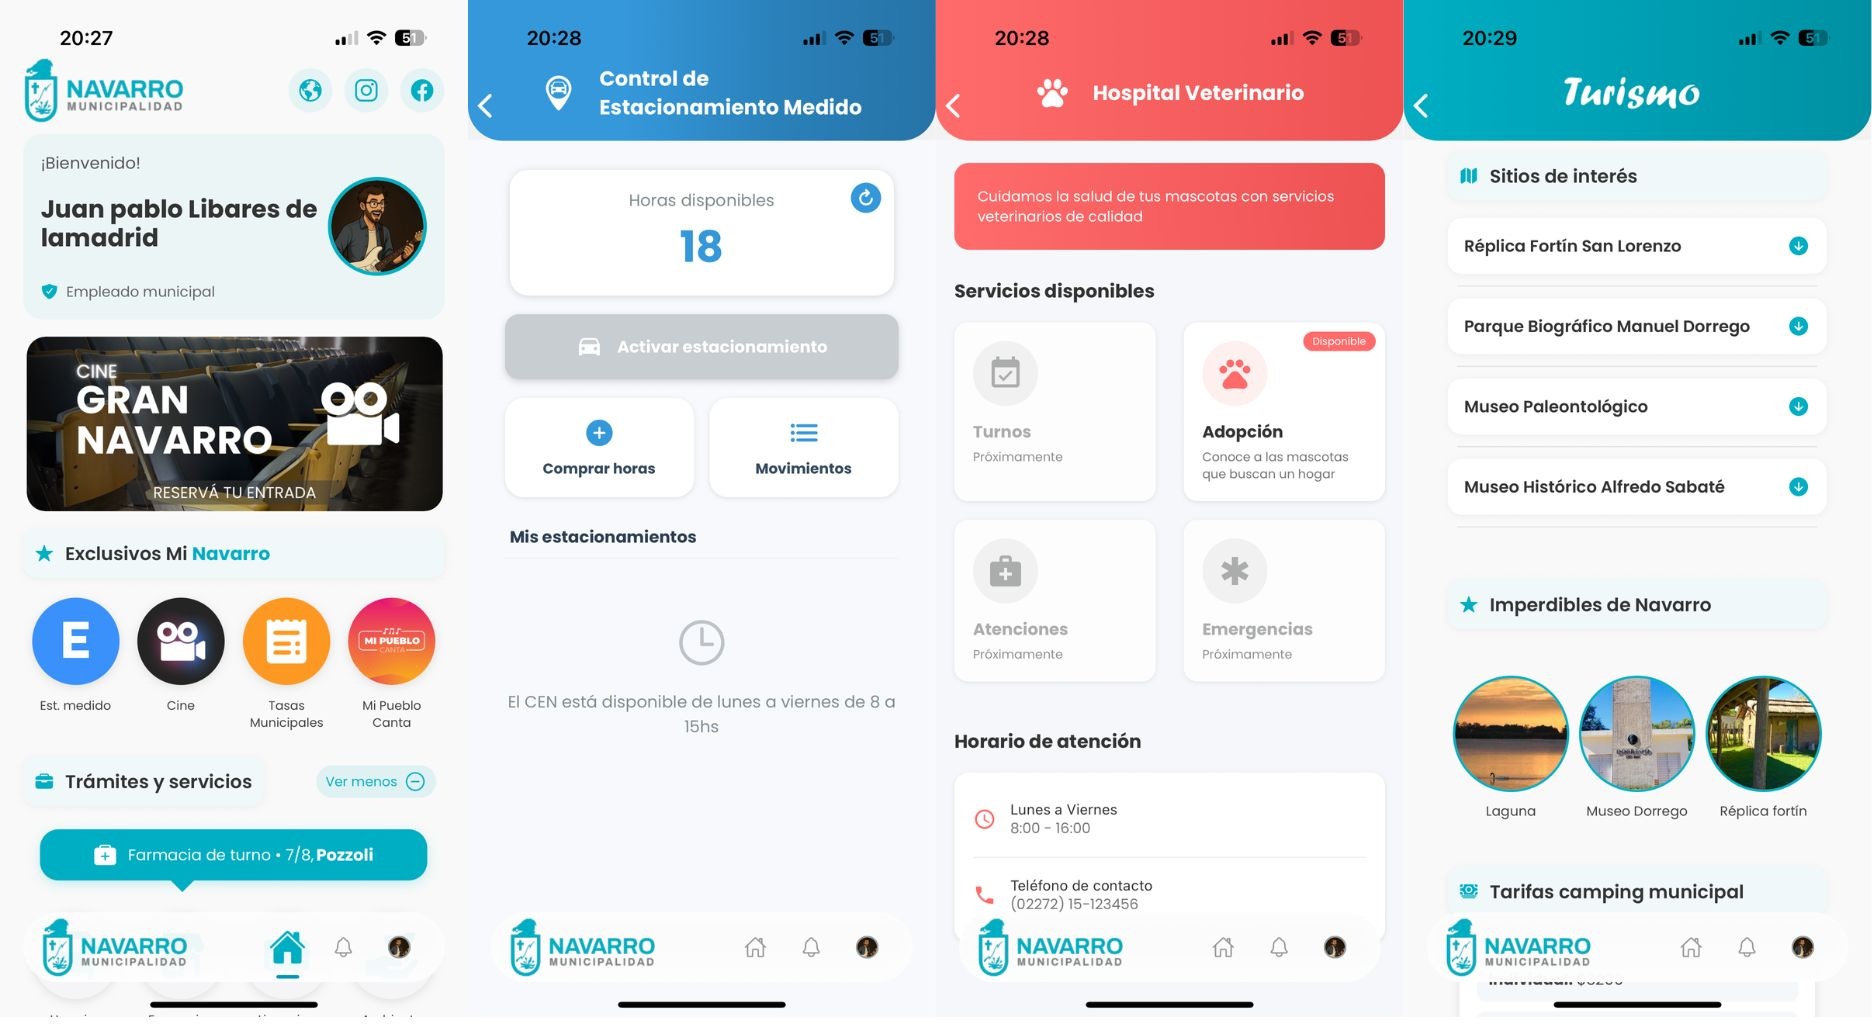 20:27
51
NAVARRO
MUNICIPALIDAD
¡Bienvenido!
Juan pablo Libares de
lamadrid
Empleado municipal
CINE
GRAN
NAVARRO
RESERVÁ TU ENTRADA
Exclusivos Mi Navarro
E
MI PUEBLO
CANTA
Est. medido
Cine
Tasas
Municipales
Mi Pueblo
Canta
Trámites y servicios
Ver menos
Farmacia de turno • 7/8, Pozzoli
NAVARRO
MUNICIPALIDAD
20:28
51
Control de
Estacionamiento Medido
Horas disponibles
18
Activar estacionamiento
Comprar horas
Movimientos
Mis estacionamientos
El CEN está disponible de lunes a viernes de 8 a
15hs
NAVARRO
MUNICIPALIDAD
20:28
51
Hospital Veterinario
Cuidamos la salud de tus mascotas con servicios
veterinarios de calidad
Servicios disponibles
Turnos
Próximamente
Disponible
Adopción
Conoce a las mascotas
que buscan un hogar
Atenciones
Próximamente
Emergencias
Próximamente
Horario de atención
Lunes a Viernes
8:00 - 16:00
Teléfono de contacto
(02272) 15-123456
NAVARRO
MUNICIPALIDAD
20:29
51
Turismo
Sitios de interés
Réplica Fortín San Lorenzo
Parque Biográfico Manuel Dorrego
Museo Paleontológico
Museo Histórico Alfredo Sabaté
Imperdibles de Navarro
Laguna
Museo Dorrego
Réplica fortín
Tarifas camping municipal
NAVARRO
MUNICIPALIDAD